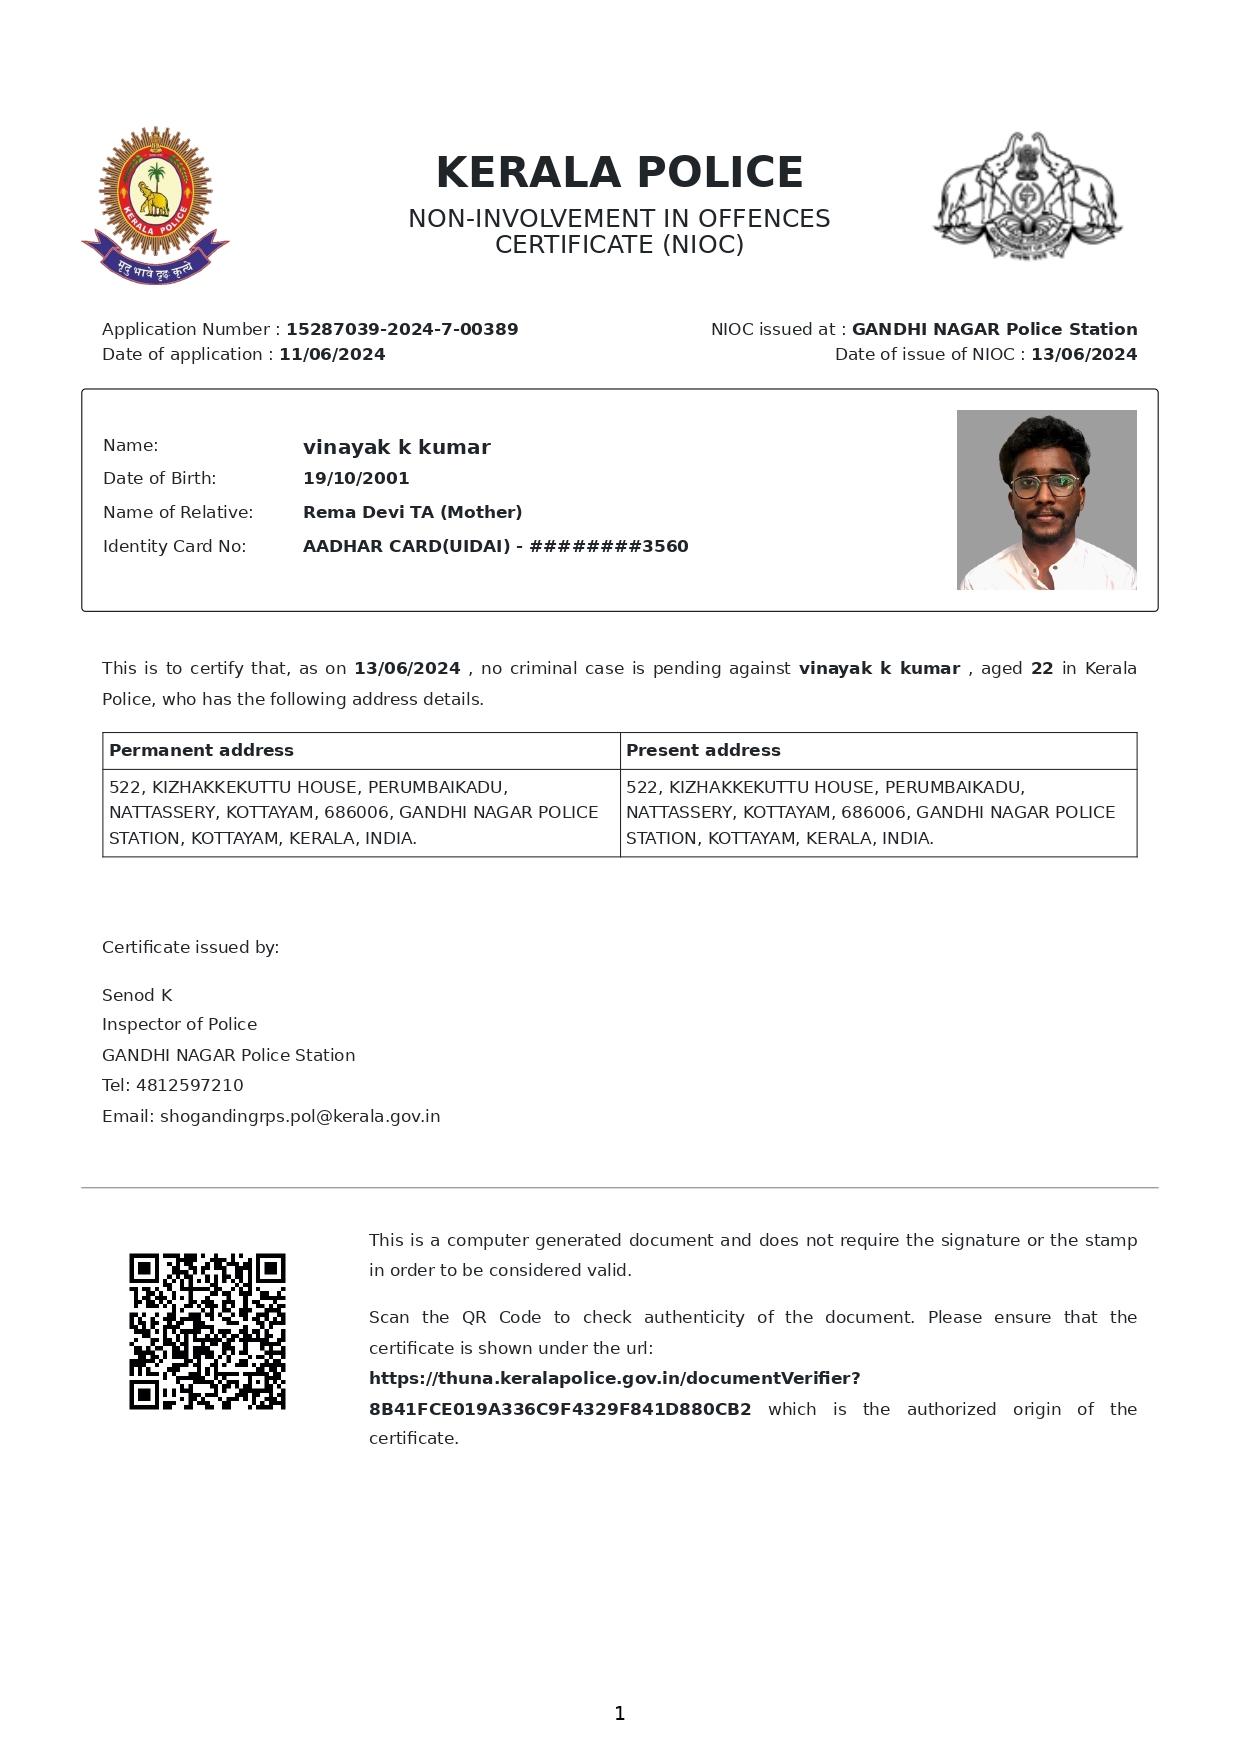 KERALA POLICE
मृदु भावे दृढ कृत्ये
KERALA POLICE
NON-INVOLVEMENT IN OFFENCES
CERTIFICATE (NIOC)
Application Number : 15287039-2024-7-00389
NIOC issued at : GANDHI NAGAR Police Station
Date of application : 11/06/2024
Date of issue of NIOC : 13/06/2024
Name: vinayak k kumar
Date of Birth: 19/10/2001
Name of Relative: Rema Devi TA (Mother)
Identity Card No: AADHAR CARD(UIDAI) - ########3560
This is to certify that, as on 13/06/2024 , no criminal case is pending against vinayak k kumar , aged 22 in Kerala
Police, who has the following address details.
Permanent address
522, KIZHAKKEKUTTU HOUSE, PERUMBAIKADU,
NATTASSERY, KOTTAYAM, 686006, GANDHI NAGAR POLICE
STATION, KOTTAYAM, KERALA, INDIA.
Present address
522, KIZHAKKEKUTTU HOUSE, PERUMBAIKADU,
NATTASSERY, KOTTAYAM, 686006, GANDHI NAGAR POLICE
STATION, KOTTAYAM, KERALA, INDIA.
Certificate issued by:
Senod K
Inspector of Police
GANDHI NAGAR Police Station
Tel: 4812597210
Email: shogandingrps.pol@kerala.gov.in
This is a computer generated document and does not require the signature or the stamp
in order to be considered valid.
Scan the QR Code to check authenticity of the document. Please ensure that the
certificate is shown under the url:
https://thuna.keralapolice.gov.in/documentVerifier?
8B41FCE019A336C9F4329F841D880CB2 which is the authorized origin of the
certificate.
1